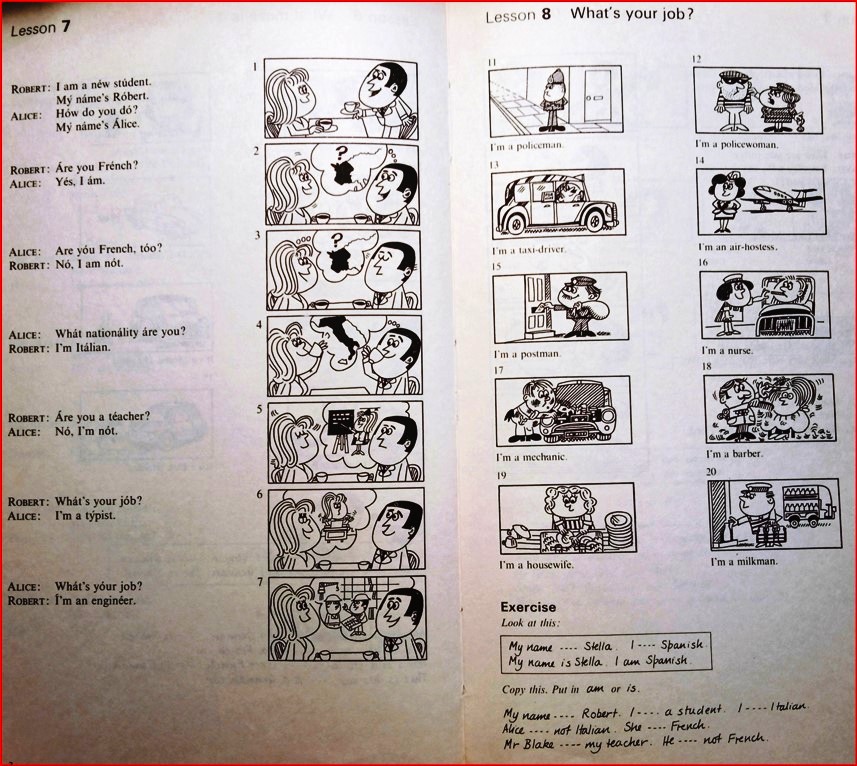 Lesson 7
ROBERT: I am a néw stúdent.
Mý náme's Róbert.
ALICE: Hów do you dó?
Mý náme's Álice.
ROBERT: Áre you Frénch?
ALICE: Yés, I ám.
ALICE: Are yóu French, tóo?
ROBERT: Nó, I am nót.
ALICE: Whát nationálity áre you?
ROBERT: I'm Itálian.
ROBERT: Áre you a téacher?
ALICE: Nó, I'm nót.
ROBERT: Whát's your jób?
ALICE: I'm a týpist.
ALICE: Whát's yóur job?
ROBERT: Í'm an enginéer.
1
2
?
3
?
4
5
6
7
Lesson 8 What's your job?
11
I'm a policeman.
12
I'm a policewoman.
13
I'm a taxi-driver.
14
I'm an air-hostess.
15
I'm a postman.
16
I'm a nurse.
17
I'm a mechanic.
18
I'm a barber.
19
I'm a housewife.
20
I'm a milkman.
Exercise
Look at this:
My name ---- Stella. I ---- Spanish.
My name is Stella. I am Spanish.
Copy this. Put in am or is.
My name ---- Robert. I ---- a student. I ---- Italian.
Alice ---- not Italian. She ---- French.
Mr Blake ---- my teacher. He ---- not French.